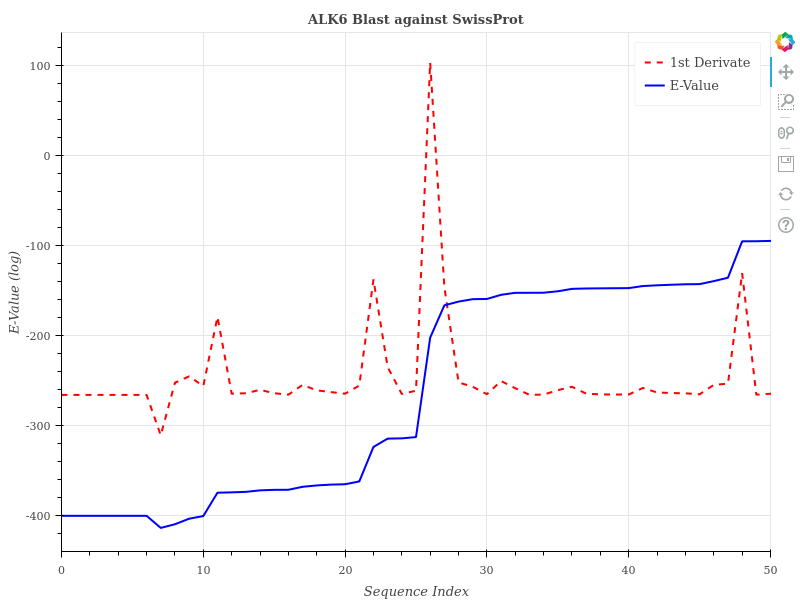 ALK6 Blast against SwissProt
1st Derivate
E-Value
100
0
-100
-200
-300
-400
E-Value (log)
0 10 20 30 40 50
Sequence Index
?